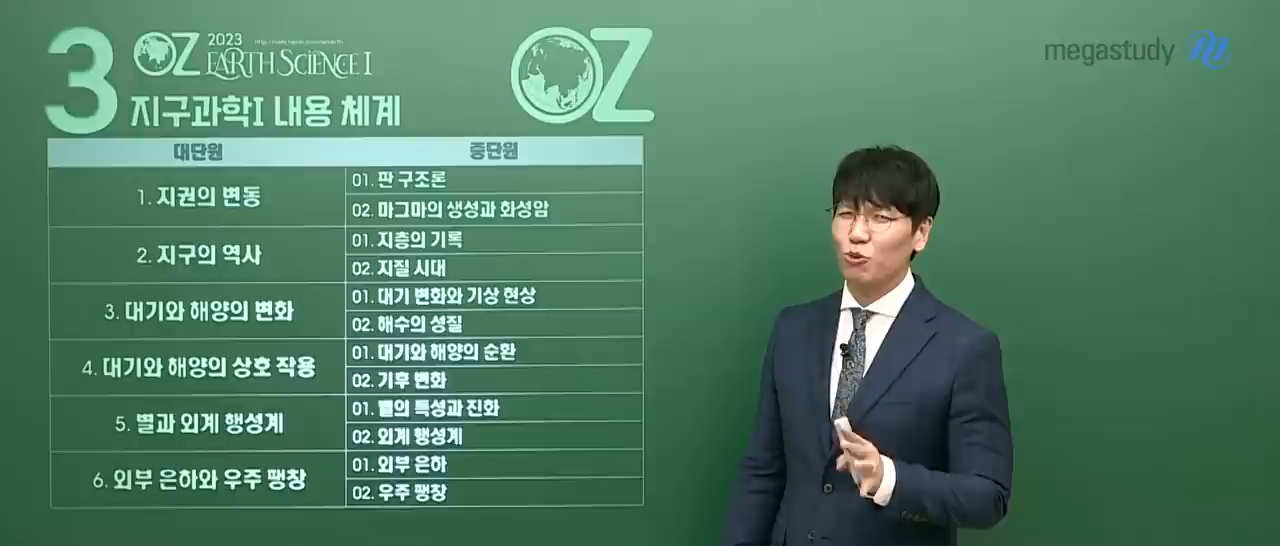 3
OZ 2023
EARTH SCIENCE I
지구과학I 내용 체계
OZ
megastudy
대단원 중단원
1. 지권의 변동
01. 판 구조론
02. 마그마의 생성과 화성암
2. 지구의 역사
01. 지층의 기록
02. 지질 시대
3. 대기와 해양의 변화
01. 대기 변화와 기상 현상
02. 해수의 성질
4. 대기와 해양의 상호 작용
01. 대기와 해양의 순환
02. 기후 변화
5. 별과 외계 행성계
01. 별의 특성과 진화
02. 외계 행성계
6. 외부 은하와 우주 팽창
01. 외부 은하
02. 우주 팽창